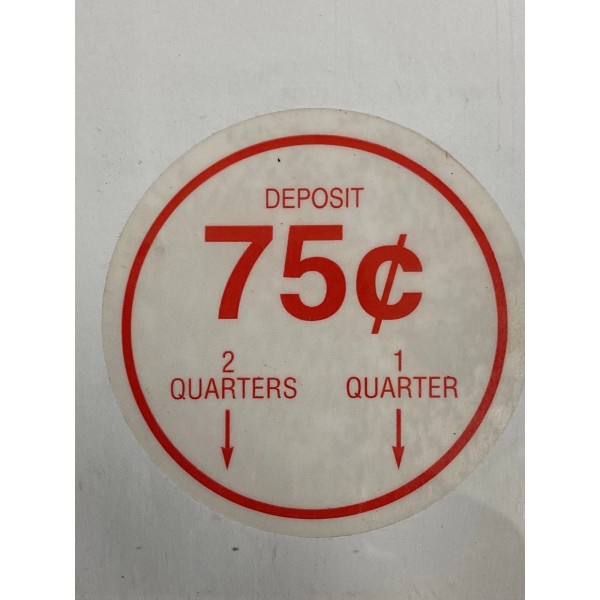 DEPOSIT
75¢
2 1
QUARTERS QUARTER